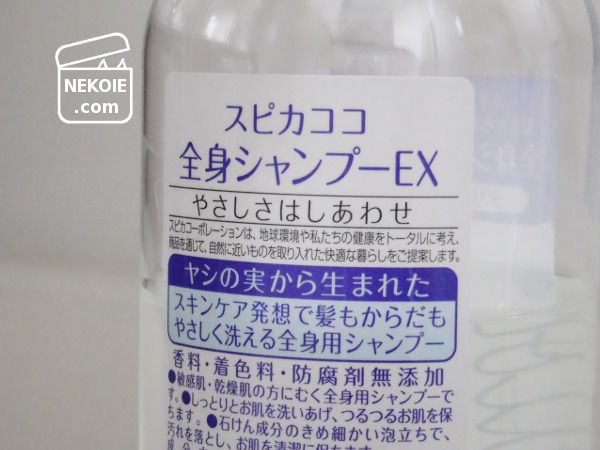 NEKOIE
.com
スピカココ
全身シャンプーEX
やさしさはしあわせ
スピカコーポレーションは、地球環境や私たちの健康をトータルに考え、
商品を通じて、自然に近いものを取り入れた快適な暮らしをご提案します。
ヤシの実から生まれた
スキンケア発想で髪もからだも
やさしく洗える全身用シャンプー
香料・着色料・防腐剤無添加
●敏感肌・乾燥肌の方にむく全身用シャンプーで
す。●しっとりとお肌を洗いあげ、つるつるお肌を保
ちます。●石けん成分のきめ細かい泡立ちで、
汚れを落とし、お肌を清潔に保ちます。